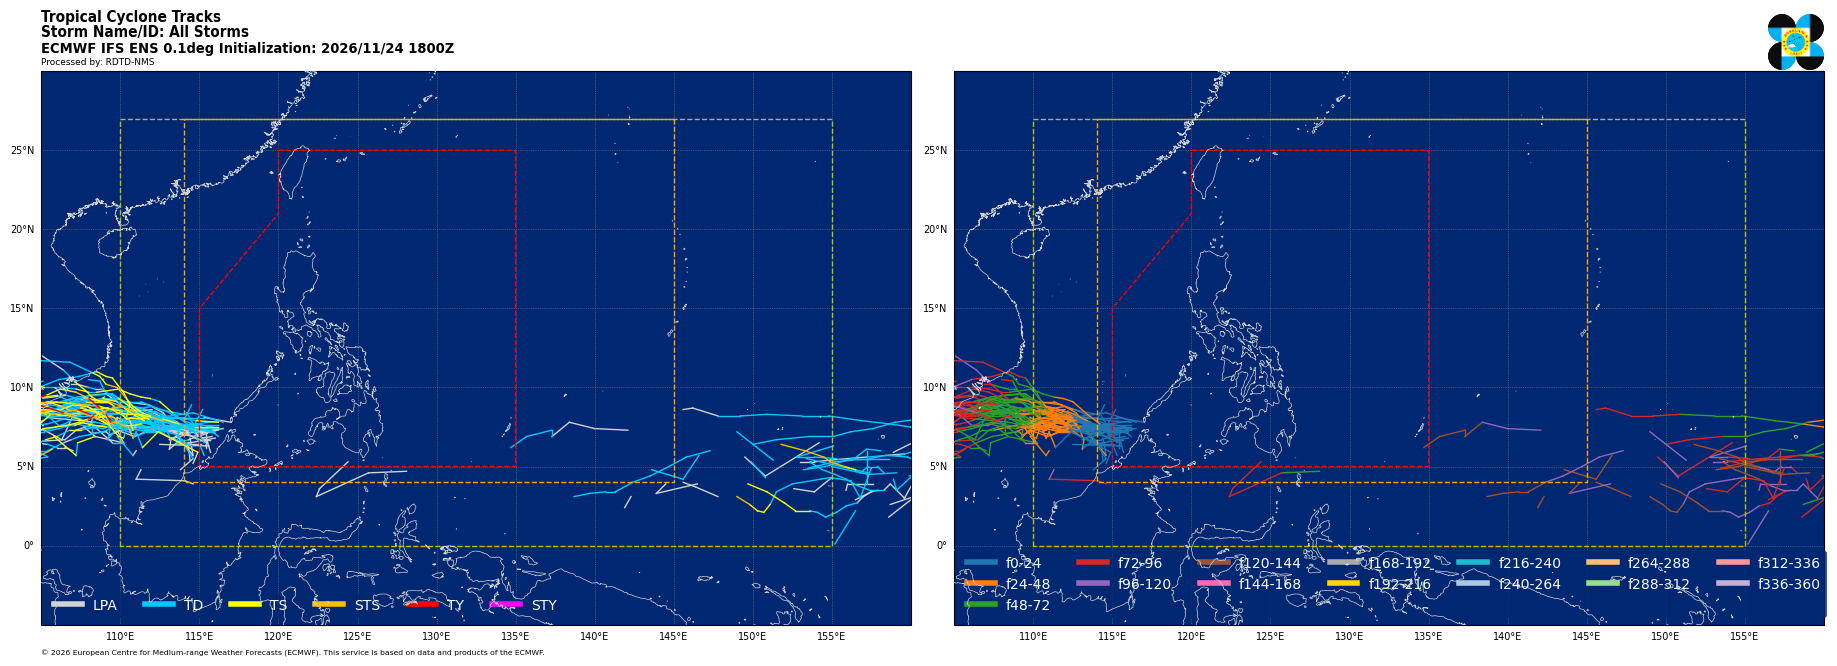 Tropical Cyclone Tracks
Storm Name/ID: All Storms
ECMWF IFS ENS 0.1deg Initialization: 2026/11/24 1800Z
Processed by: RDTD-NMS
25°N
20°N
15°N
10°N
5°N
0°
LPA TD TS STS TY STY
110°E 115°E 120°E 125°E 130°E 135°E 140°E 145°E 150°E 155°E
25°N
20°N
15°N
10°N
5°N
0°
f0-24 f72-96 f120-144 f168-192 f216-240 f264-288 f312-336
f24-48 f96-120 f144-168 f192-216 f240-264 f288-312 f336-360
f48-72
110°E 115°E 120°E 125°E 130°E 135°E 140°E 145°E 150°E 155°E
© 2026 European Centre for Medium-range Weather Forecasts (ECMWF). This service is based on data and products of the ECMWF.